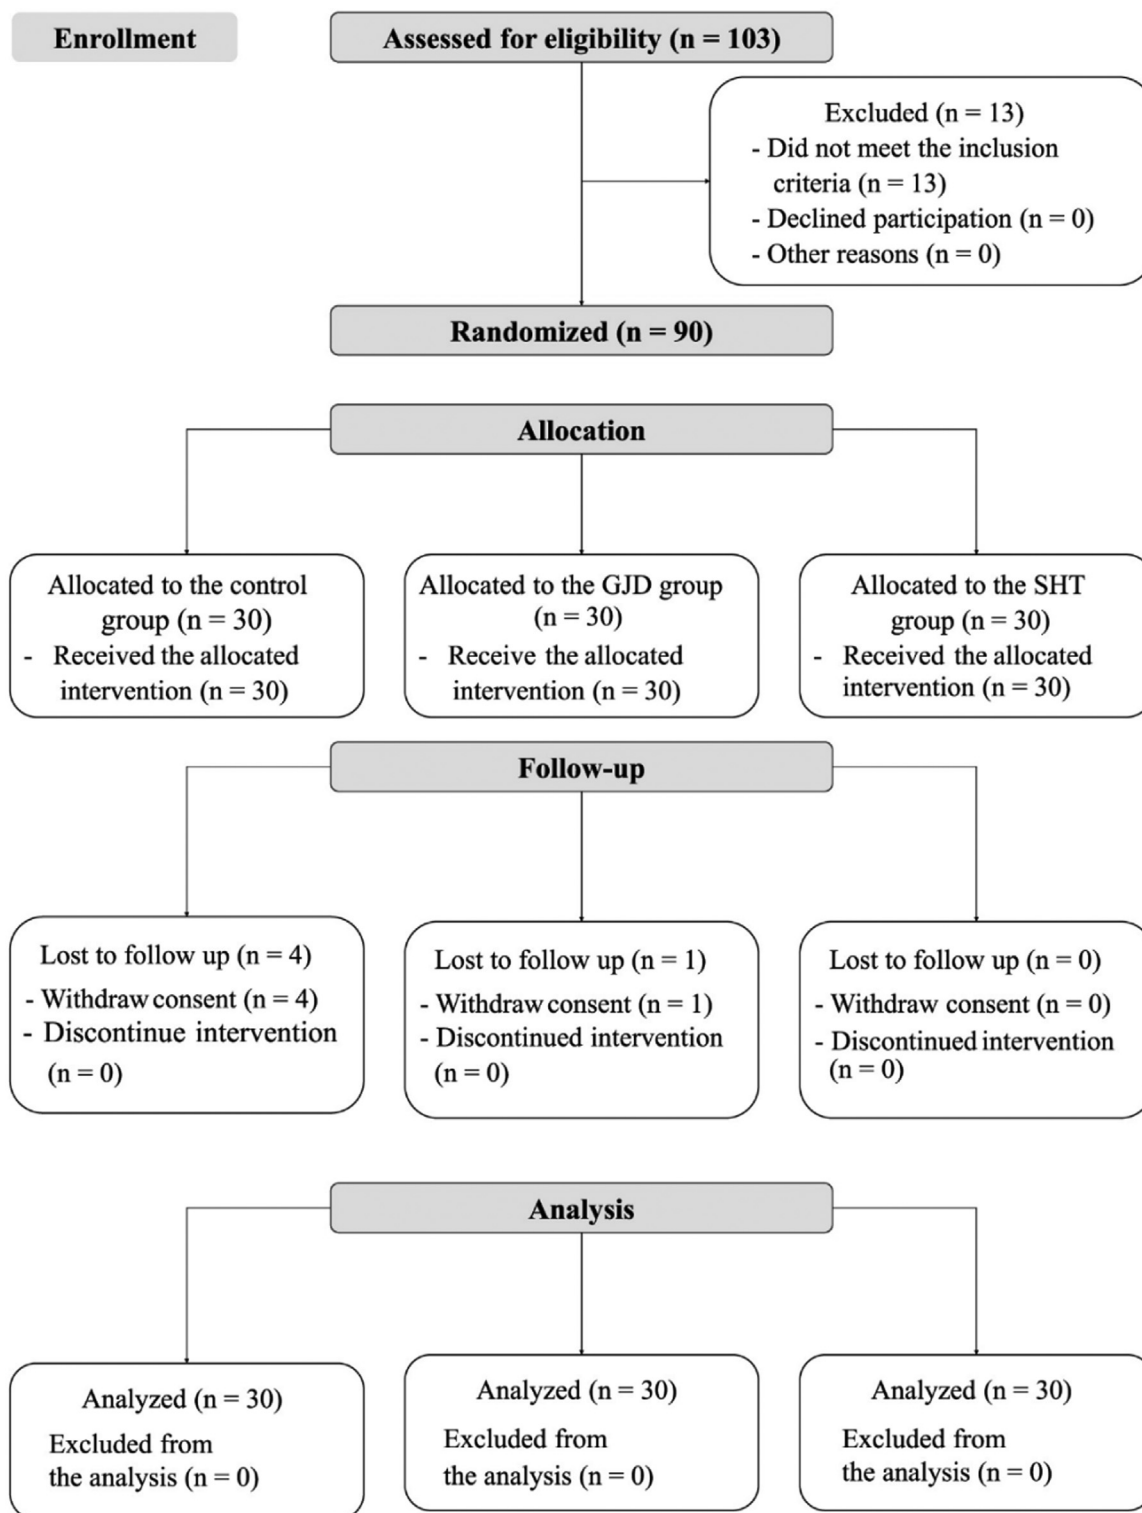 Enrollment
Assessed for eligibility (n = 103)
Excluded (n = 13)
- Did not meet the inclusion
criteria (n = 13)
- Declined participation (n = 0)
- Other reasons (n = 0)
Randomized (n = 90)
Allocation
Allocated to the control
group (n = 30)
- Received the allocated
intervention (n = 30)
Allocated to the GJD group
(n = 30)
- Receive the allocated
intervention (n = 30)
Allocated to the SHT
group (n = 30)
- Received the allocated
intervention (n = 30)
Follow-up
Lost to follow up (n = 4)
- Withdraw consent (n = 4)
- Discontinue intervention
(n = 0)
Lost to follow up (n = 1)
- Withdraw consent (n = 1)
- Discontinued intervention
(n = 0)
Lost to follow up (n = 0)
- Withdraw consent (n = 0)
- Discontinued intervention
(n = 0)
Analysis
Analyzed (n = 30)
Excluded from
the analysis (n = 0)
Analyzed (n = 30)
Excluded from
the analysis (n = 0)
Analyzed (n = 30)
Excluded from
the analysis (n = 0)